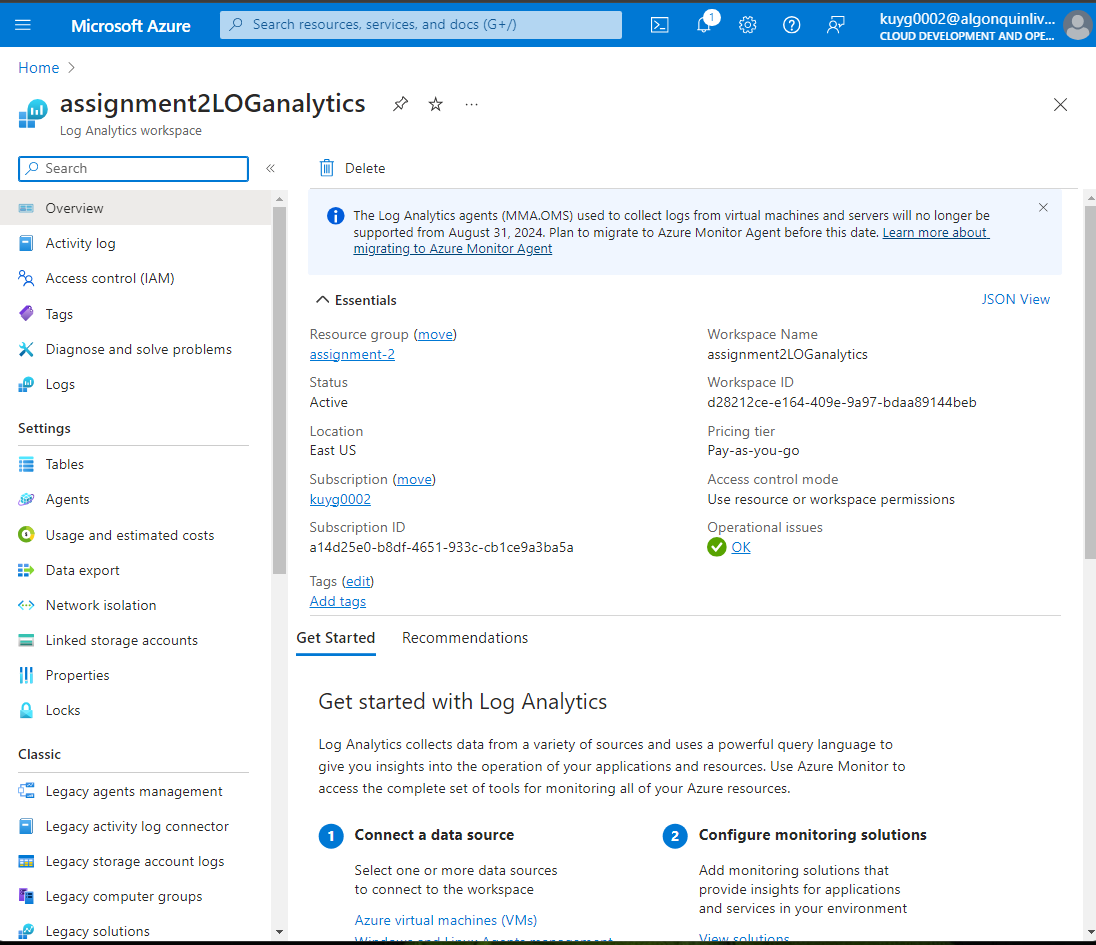 Microsoft Azure
Search resources, services, and docs (G+/)
1
kuyg0002@algonquinliv...
CLOUD DEVELOPMENT AND OPE...
Home
assignment2LOGanalytics
...
Log Analytics workspace
Search
«
Delete
Overview
Activity log
Access control (IAM)
Tags
Diagnose and solve problems
Logs
Settings
Tables
Agents
Usage and estimated costs
Data export
Network isolation
Linked storage accounts
Properties
Locks
Classic
Legacy agents management
Legacy activity log connector
Legacy storage account logs
Legacy computer groups
Legacy solutions
The Log Analytics agents (MMA.OMS) used to collect logs from virtual machines and servers will no longer be
supported from August 31, 2024. Plan to migrate to Azure Monitor Agent before this date. Learn more about
migrating to Azure Monitor Agent
Essentials
JSON View
Resource group (move)
assignment-2
Status
Active
Location
East US
Subscription (move)
kuyg0002
Subscription ID
a14d25e0-b8df-4651-933c-cb1ce9a3ba5a
Workspace Name
assignment2LOGanalytics
Workspace ID
d28212ce-e164-409e-9a97-bdaa89144beb
Pricing tier
Pay-as-you-go
Access control mode
Use resource or workspace permissions
Operational issues
OK
Tags (edit)
Add tags
Get Started
Recommendations
Get started with Log Analytics
Log Analytics collects data from a variety of sources and uses a powerful query language to
give you insights into the operation of your applications and resources. Use Azure Monitor to
access the complete set of tools for monitoring all of your Azure resources.
1
Connect a data source
Select one or more data sources
to connect to the workspace
Azure virtual machines (VMs)
Windows and Linux Agents management
2
Configure monitoring solutions
Add monitoring solutions that
provide insights for applications
and services in your environment
View solutions